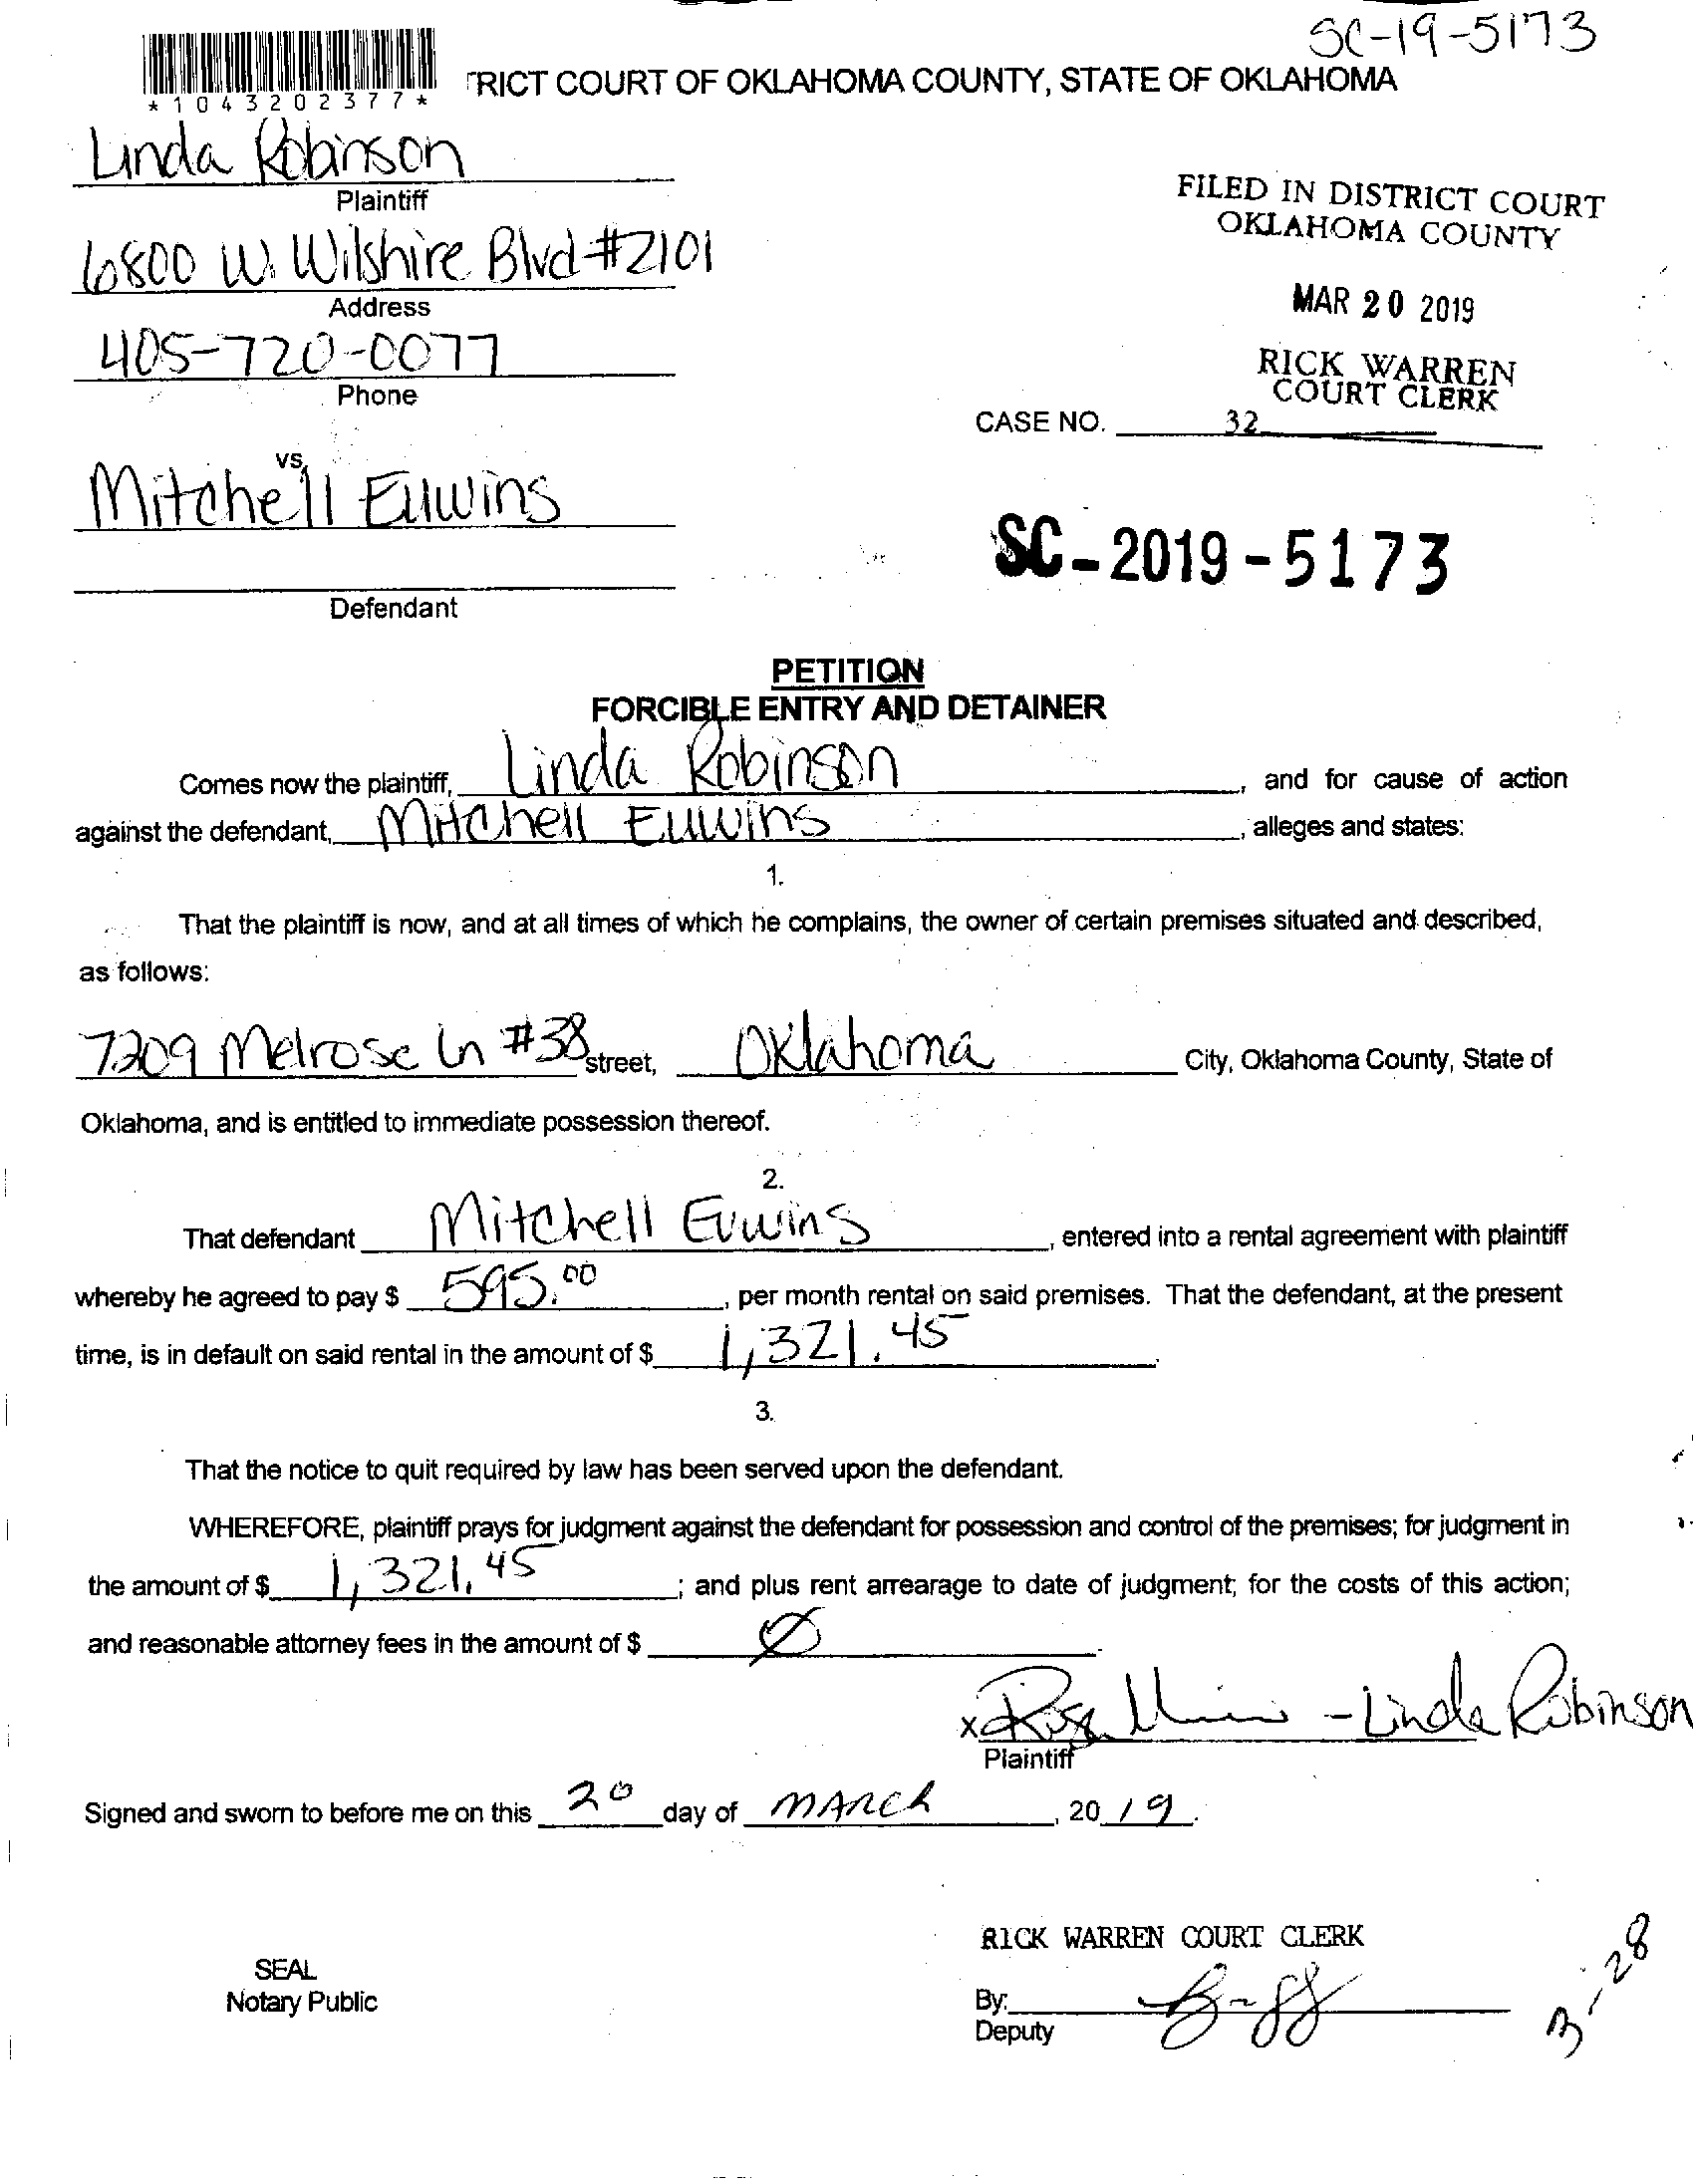 SC-19-5173
*1043202377*
TRICT COURT OF OKLAHOMA COUNTY, STATE OF OKLAHOMA
Linda Robinson
Plaintiff
FILED IN DISTRICT COURT
OKLAHOMA COUNTY
6800 W. Wilshire Blvd #2101
Address
MAR 20 2019
405-720-0077
Phone
RICK WARREN
COURT CLERK
CASE NO. 32
vs.
Mitchell Euwins
SC-2019-5173
Defendant
PETITION
FORCIBLE ENTRY AND DETAINER
Comes now the plaintiff, Linda Robinson, and for cause of action
against the defendant, Mitchell Euwins, alleges and states:
1.
That the plaintiff is now, and at all times of which he complains, the owner of certain premises situated and described,
as follows:
7209 Melrose Ln #38 street, Oklahoma City, Oklahoma County, State of
Oklahoma, and is entitled to immediate possession thereof.
2.
That defendant Mitchell Euwins, entered into a rental agreement with plaintiff
whereby he agreed to pay $ 595.00, per month rental on said premises. That the defendant, at the present
time, is in default on said rental in the amount of $ 1,321.45.
3.
That the notice to quit required by law has been served upon the defendant.
WHEREFORE, plaintiff prays for judgment against the defendant for possession and control of the premises; for judgment in
the amount of $ 1,321.45; and plus rent arrearage to date of judgment; for the costs of this action;
and reasonable attorney fees in the amount of $ Ø.
x - Linda Robinson
Plaintiff
Signed and sworn to before me on this 20 day of MARCH, 2019.
RICK WARREN COURT CLERK
SEAL
Notary Public
By:
Deputy
3-28